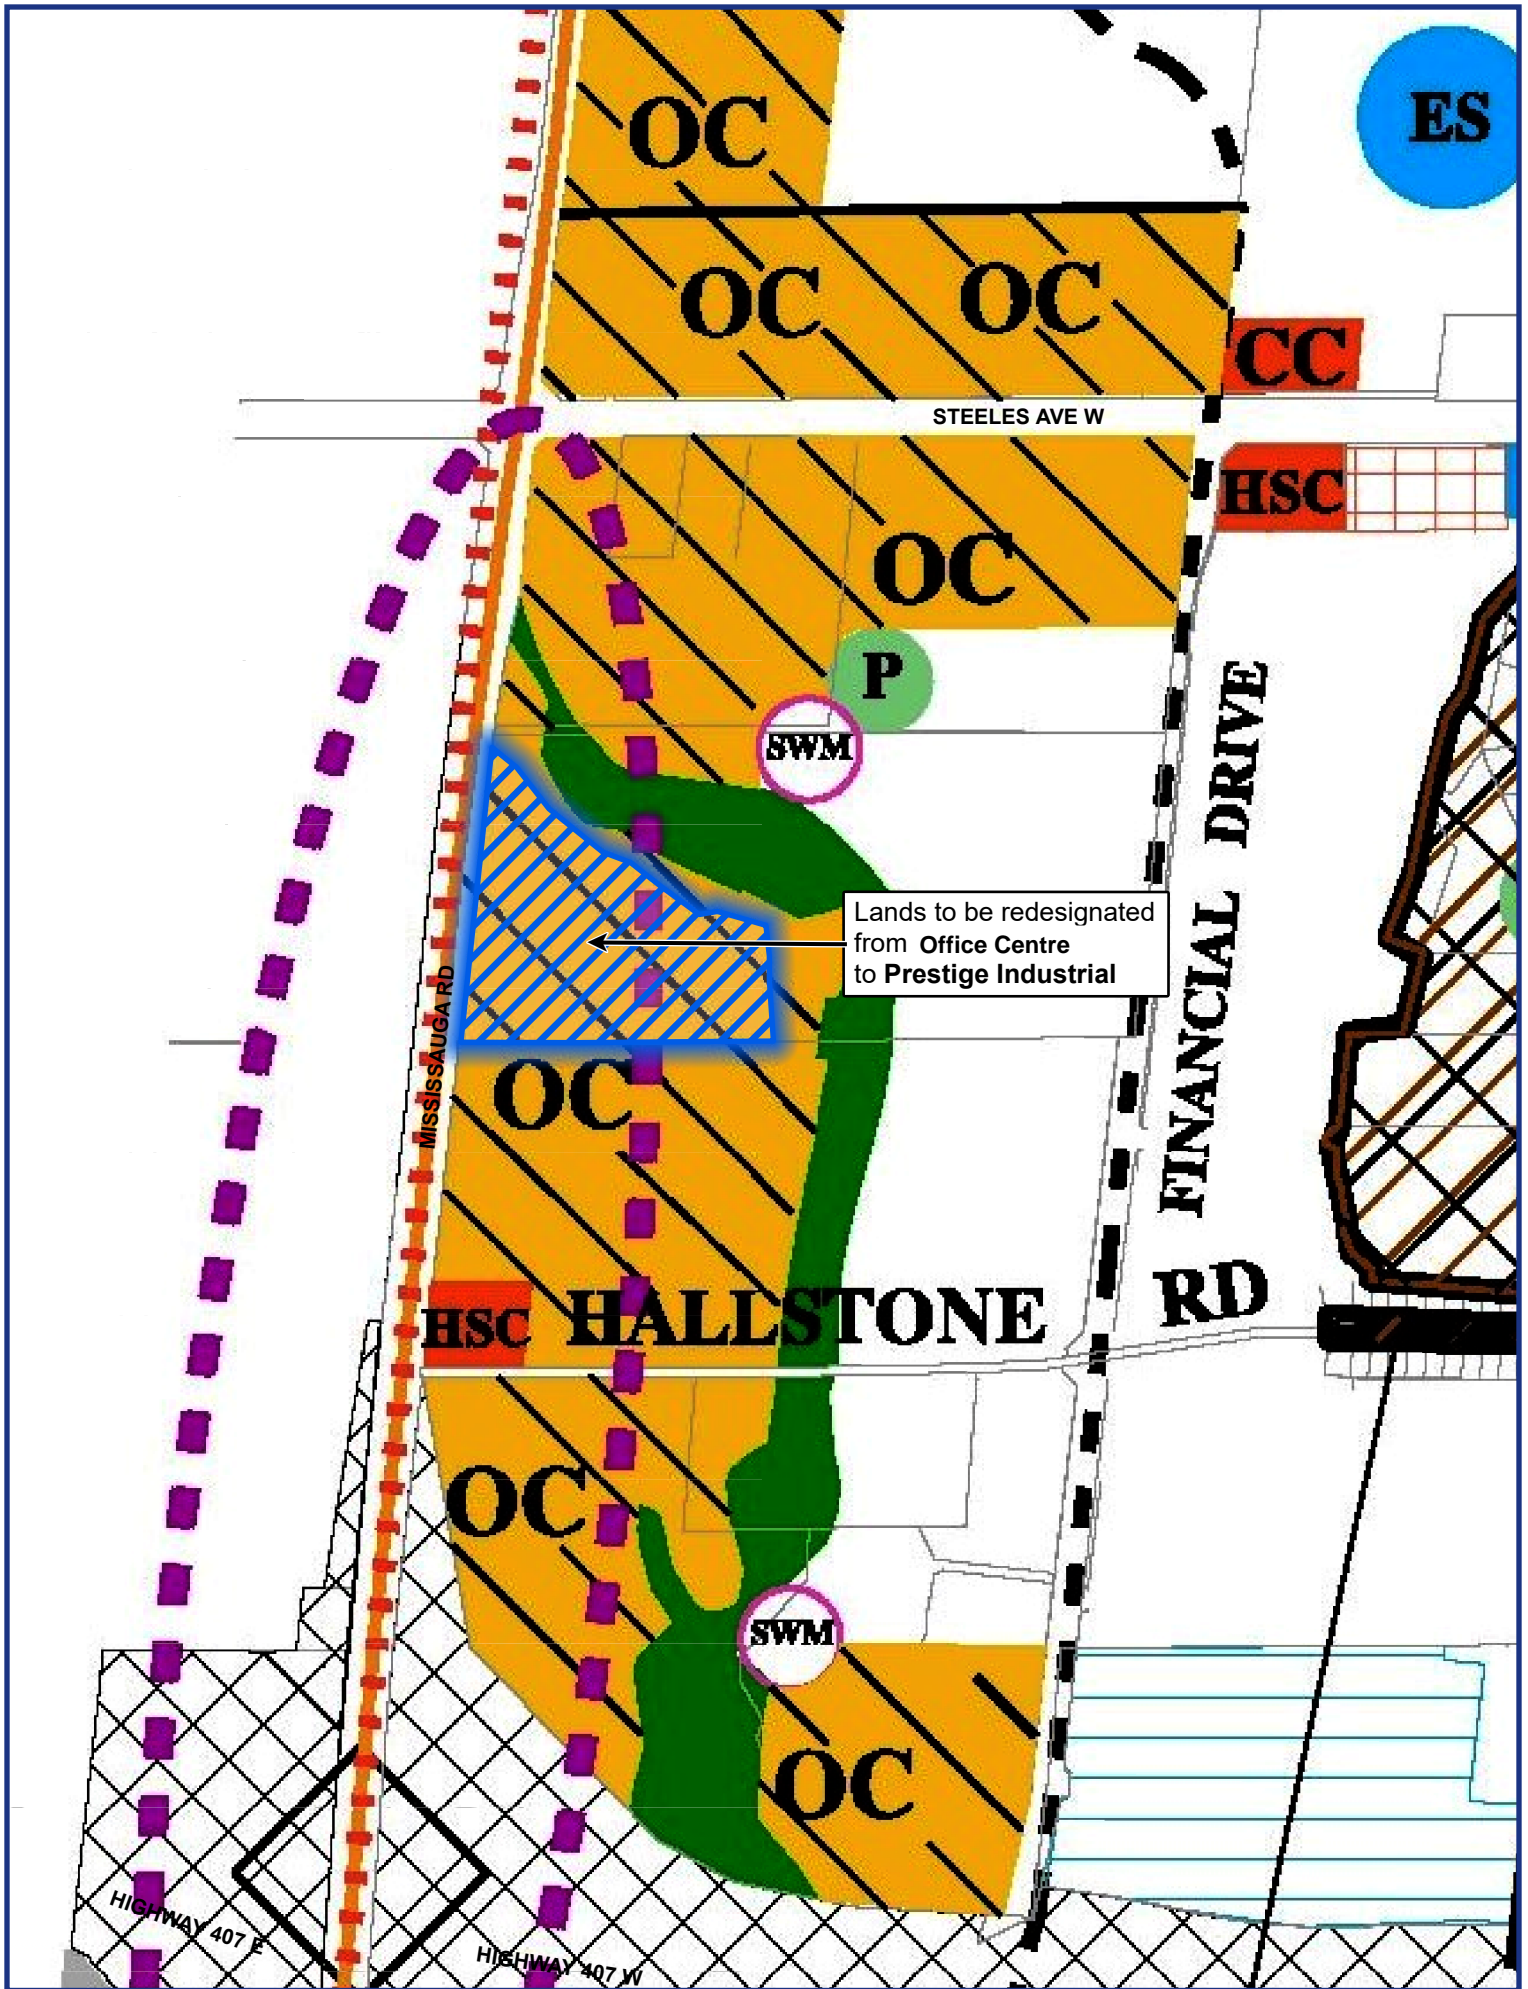 OC
ES
OC
OC
CC
STEELES AVE W
HSC
OC
P
SWM
FINANCIAL DRIVE
Lands to be redesignated
from Office Centre
to Prestige Industrial
MISSISSAUGA RD
OC
HSC
HALLSTONE RD
OC
SWM
OC
HIGHWAY 407 E
HIGHWAY 407 W